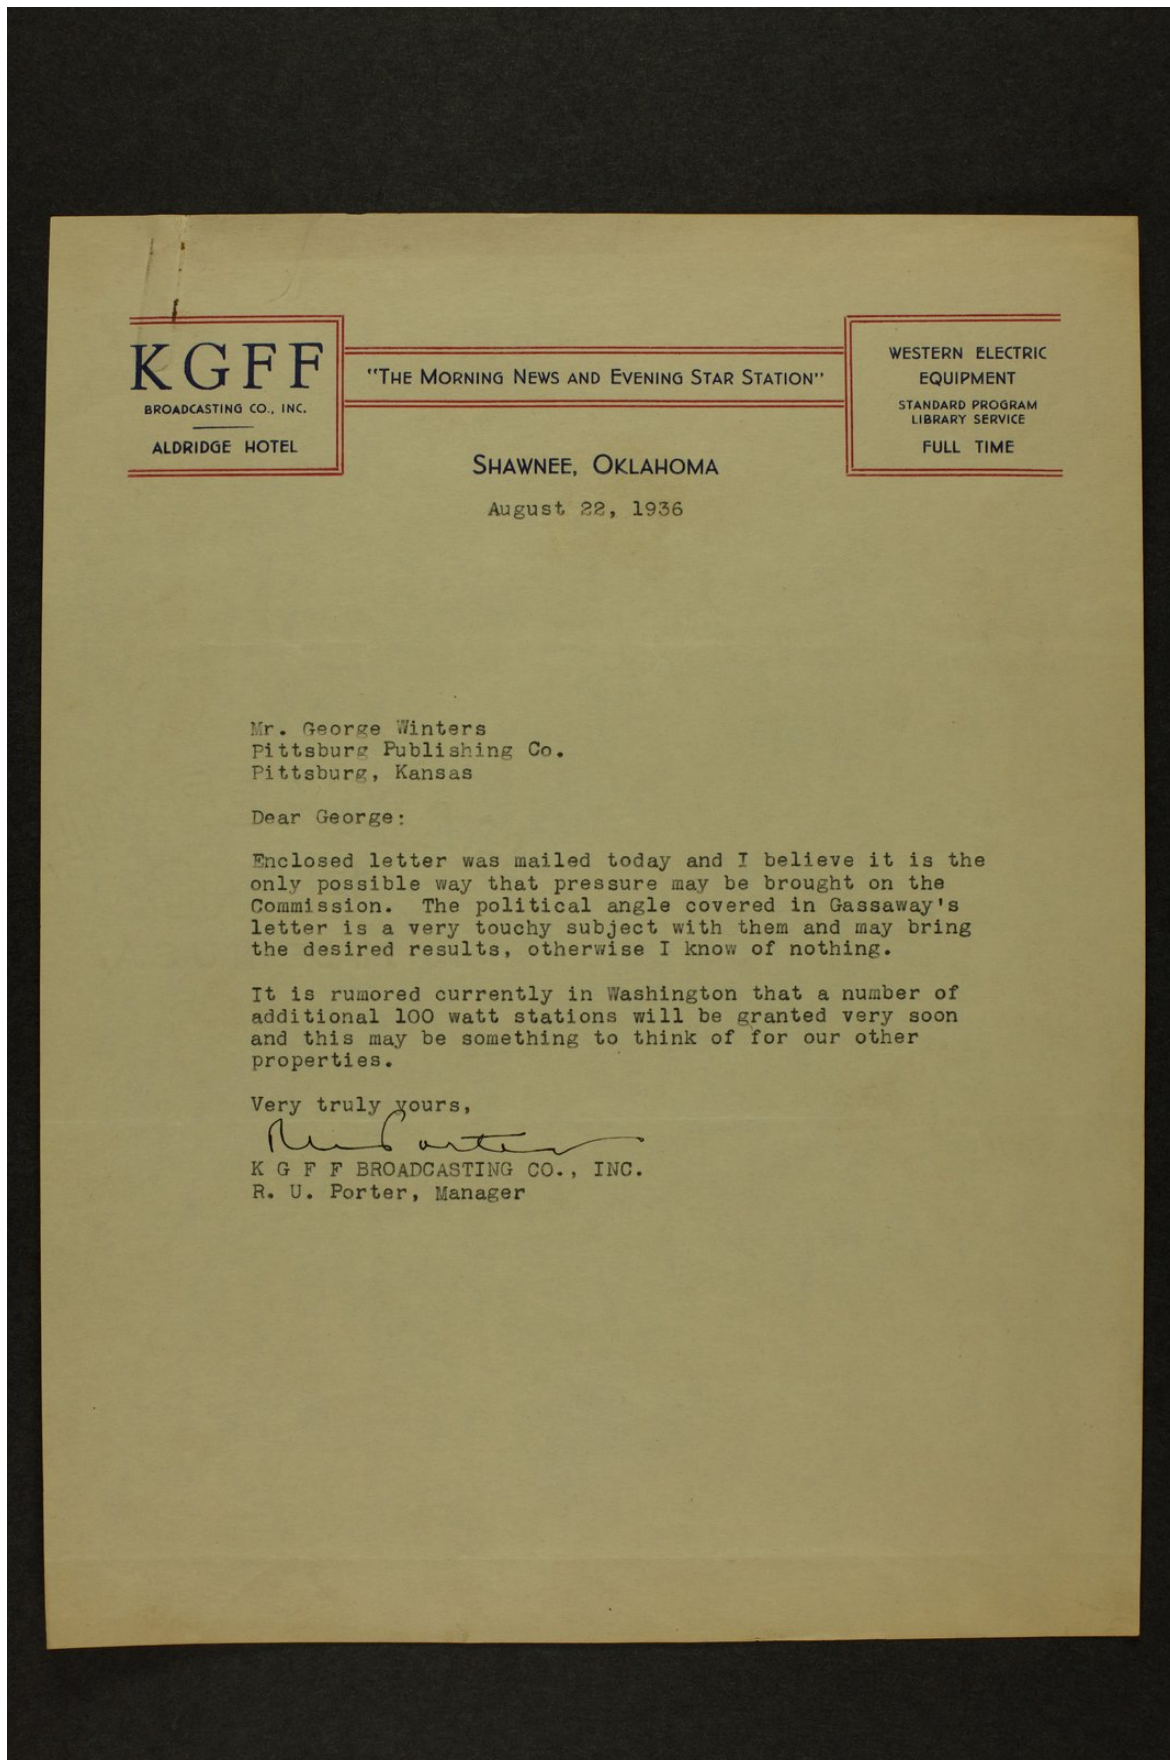 KGFF
BROADCASTING CO., INC.
ALDRIDGE HOTEL
"THE MORNING NEWS AND EVENING STAR STATION"
WESTERN ELECTRIC
EQUIPMENT
STANDARD PROGRAM
LIBRARY SERVICE
FULL TIME
SHAWNEE, OKLAHOMA
August 22, 1936
Mr. George Winters
Pittsburg Publishing Co.
Pittsburg, Kansas
Dear George:
Enclosed letter was mailed today and I believe it is the
only possible way that pressure may be brought on the
Commission. The political angle covered in Gassaway's
letter is a very touchy subject with them and may bring
the desired results, otherwise I know of nothing.
It is rumored currently in Washington that a number of
additional 100 watt stations will be granted very soon
and this may be something to think of for our other
properties.
Very truly yours,
R U Porter
K G F F BROADCASTING CO., INC.
R. U. Porter, Manager